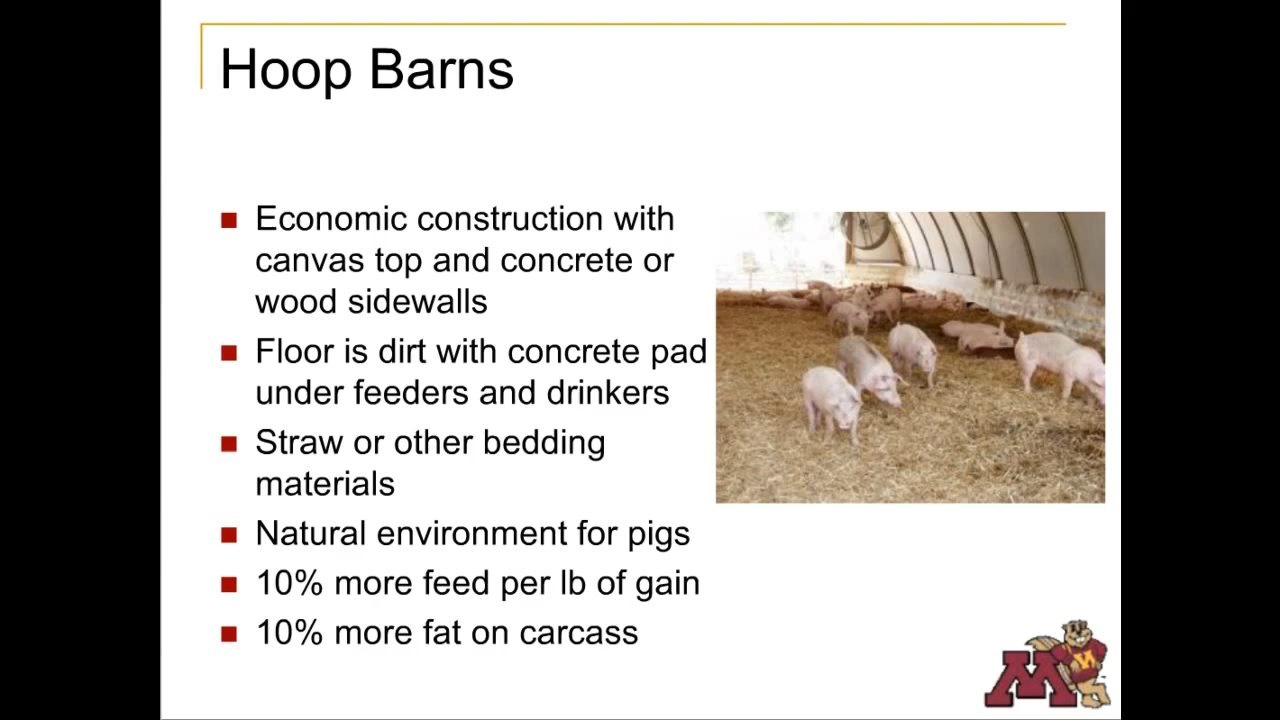 Hoop Barns
Economic construction with
canvas top and concrete or
wood sidewalls
Floor is dirt with concrete pad
under feeders and drinkers
Straw or other bedding
materials
Natural environment for pigs
10% more feed per lb of gain
10% more fat on carcass
M